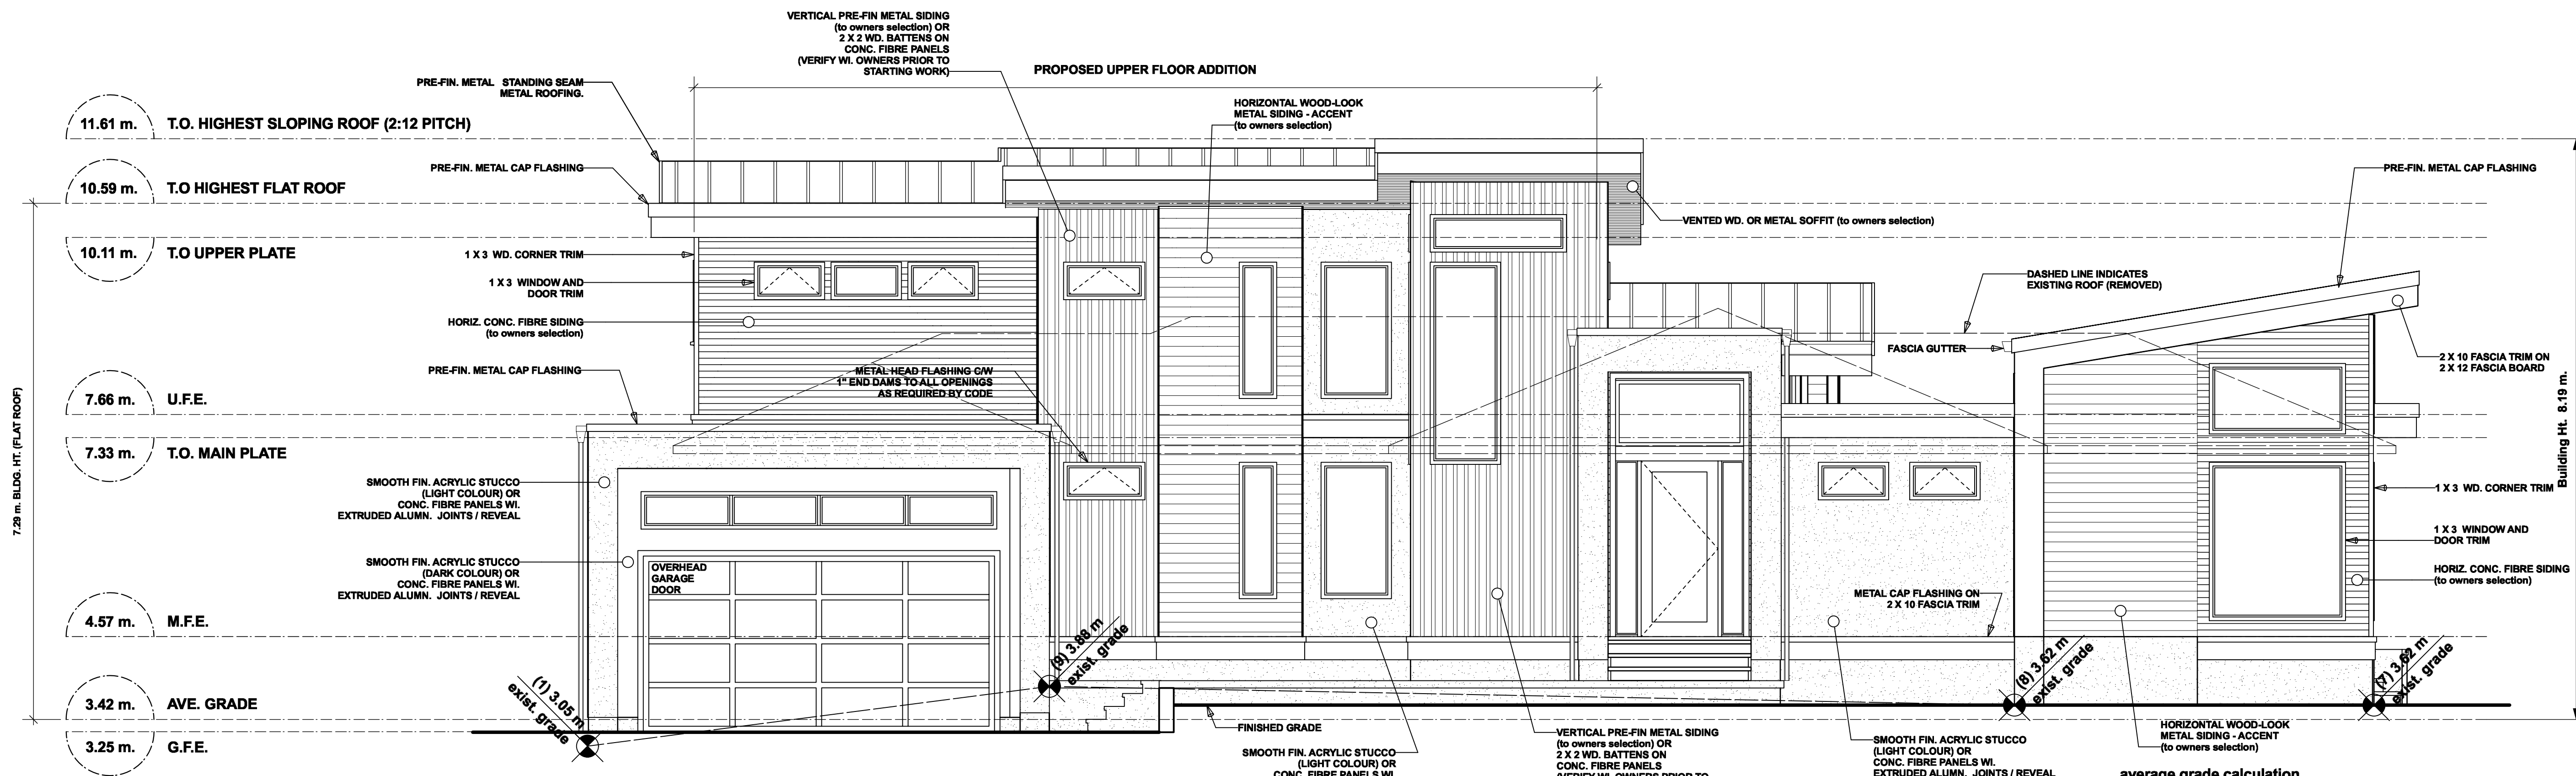 VERTICAL PRE-FIN METAL SIDING
(to owners selection) OR
2 X 2 WD. BATTENS ON
CONC. FIBRE PANELS
(VERIFY WI. OWNERS PRIOR TO
STARTING WORK)
PROPOSED UPPER FLOOR ADDITION
PRE-FIN. METAL STANDING SEAM
METAL ROOFING.
HORIZONTAL WOOD-LOOK
METAL SIDING - ACCENT
(to owners selection)
11.61 m. T.O. HIGHEST SLOPING ROOF (2:12 PITCH)
PRE-FIN. METAL CAP FLASHING
PRE-FIN. METAL CAP FLASHING
10.59 m. T.O HIGHEST FLAT ROOF
VENTED WD. OR METAL SOFFIT (to owners selection)
10.11 m. T.O UPPER PLATE
1 X 3 WD. CORNER TRIM
1 X 3 WINDOW AND
DOOR TRIM
DASHED LINE INDICATES
EXISTING ROOF (REMOVED)
HORIZ. CONC. FIBRE SIDING
(to owners selection)
FASCIA GUTTER
2 X 10 FASCIA TRIM ON
2 X 12 FASCIA BOARD
PRE-FIN. METAL CAP FLASHING
METAL HEAD FLASHING C/W
1" END DAMS TO ALL OPENINGS
AS REQUIRED BY CODE
7.66 m. U.F.E.
7.29 m. BLDG. HT. (FLAT ROOF)
Building Ht. 8.19 m.
7.33 m. T.O. MAIN PLATE
SMOOTH FIN. ACRYLIC STUCCO
(LIGHT COLOUR) OR
CONC. FIBRE PANELS WI.
EXTRUDED ALUMN. JOINTS / REVEAL
1 X 3 WD. CORNER TRIM
1 X 3 WINDOW AND
DOOR TRIM
SMOOTH FIN. ACRYLIC STUCCO
(DARK COLOUR) OR
CONC. FIBRE PANELS WI.
EXTRUDED ALUMN. JOINTS / REVEAL
OVERHEAD
GARAGE
DOOR
HORIZ. CONC. FIBRE SIDING
(to owners selection)
METAL CAP FLASHING ON
2 X 10 FASCIA TRIM
4.57 m. M.F.E.
(9) 3.88 m
exist. grade
(8) 3.62 m
exist. grade
(7) 3.62 m
exist. grade
(1) 3.05 m
exist. grade
3.42 m. AVE. GRADE
3.25 m. G.F.E.
FINISHED GRADE
SMOOTH FIN. ACRYLIC STUCCO
(LIGHT COLOUR) OR
CONC. FIBRE PANELS WI.
VERTICAL PRE-FIN METAL SIDING
(to owners selection) OR
2 X 2 WD. BATTENS ON
CONC. FIBRE PANELS
(VERIFY WI. OWNERS PRIOR TO
SMOOTH FIN. ACRYLIC STUCCO
(LIGHT COLOUR) OR
CONC. FIBRE PANELS WI.
EXTRUDED ALUMN. JOINTS / REVEAL
HORIZONTAL WOOD-LOOK
METAL SIDING - ACCENT
(to owners selection)
average grade calculation